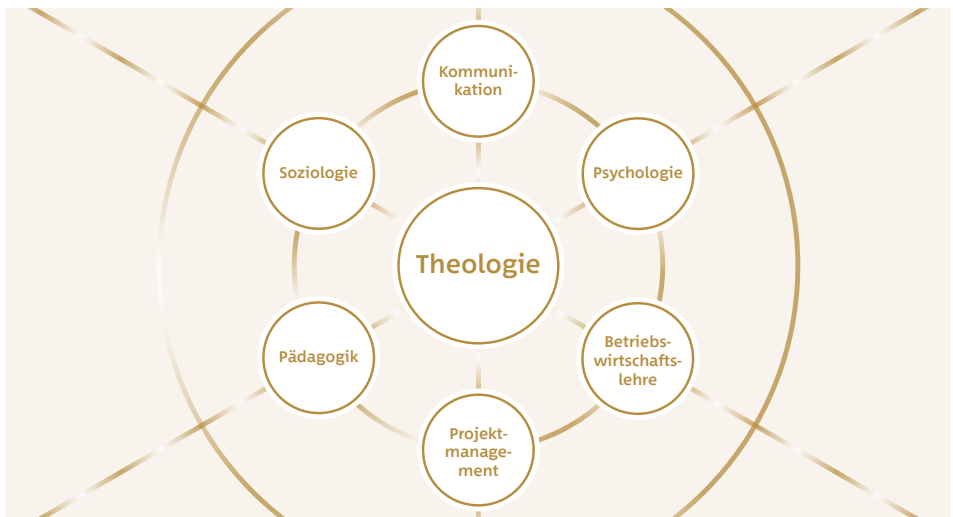 Kommuni-
kation
Soziologie
Psychologie
Theologie
Pädagogik
Betriebs-
wirtschafts-
lehre
Projekt-
manage-
ment